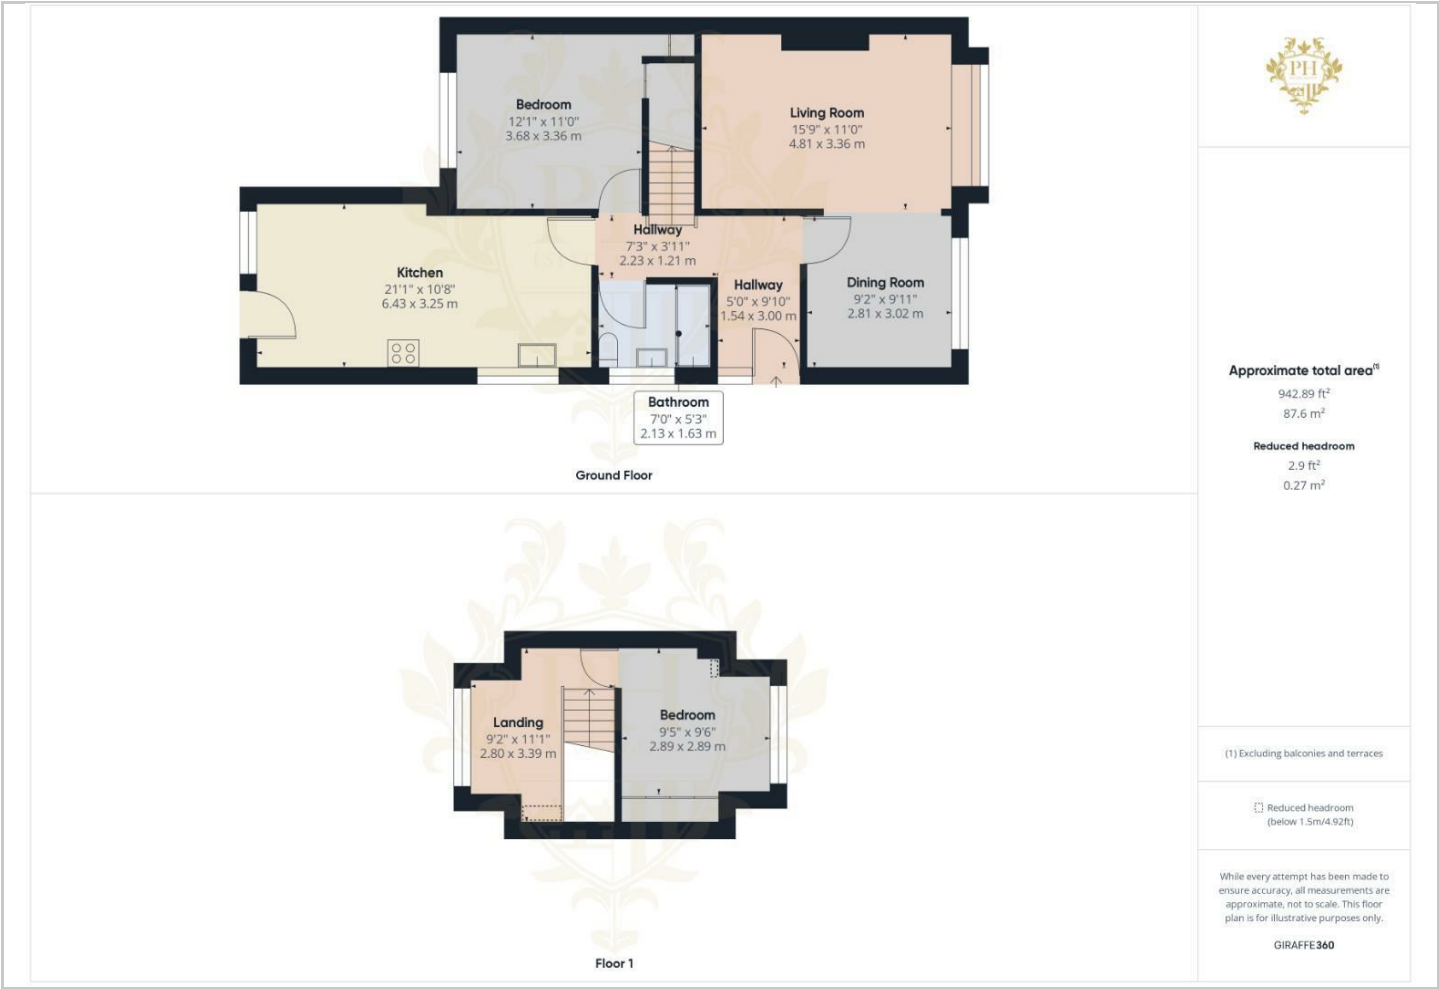 Bedroom
12'1" x 11'0"
3.68 x 3.36 m
Living Room
15'9" x 11'0"
4.81 x 3.36 m
Hallway
7'3" x 3'11"
2.23 x 1.21 m
Kitchen
21'1" x 10'8"
6.43 x 3.25 m
Hallway
5'0" x 9'10"
1.54 x 3.00 m
Dining Room
9'2" x 9'11"
2.81 x 3.02 m
Bathroom
7'0" x 5'3"
2.13 x 1.63 m
Ground Floor
Landing
9'2" x 11'1"
2.80 x 3.39 m
Bedroom
9'5" x 9'6"
2.89 x 2.89 m
Floor 1
PH
Approximate total area(1)
942.89 ft²
87.6 m²
Reduced headroom
2.9 ft²
0.27 m²
(1) Excluding balconies and terraces
Reduced headroom
(below 1.5m/4.92ft)
While every attempt has been made to
ensure accuracy, all measurements are
approximate, not to scale. This floor
plan is for illustrative purposes only.
GIRAFFE360